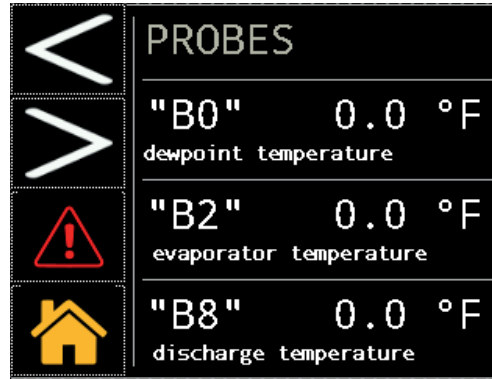 PROBES
"B0" 0.0 °F
dewpoint temperature
"B2" 0.0 °F
evaporator temperature
"B8" 0.0 °F
discharge temperature